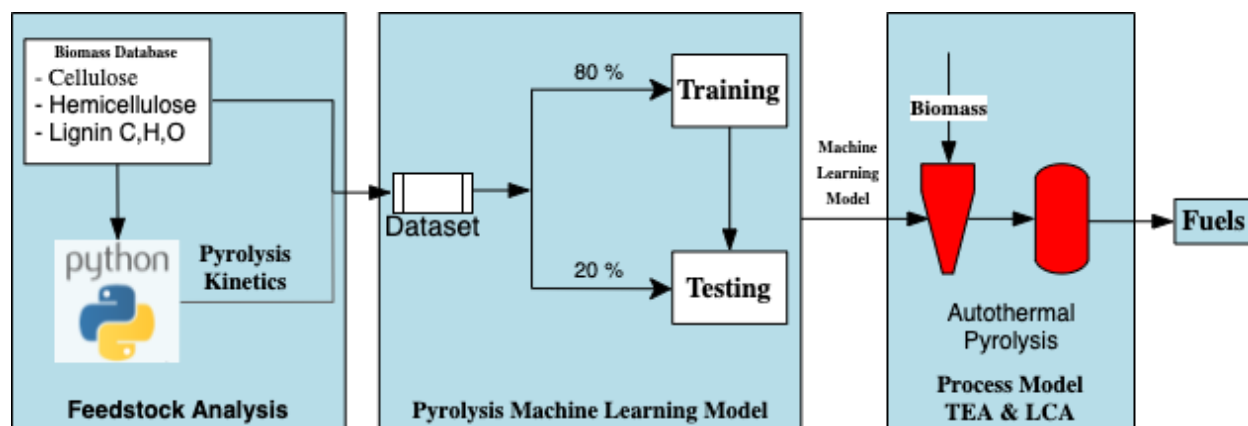 Biomass Database
- Cellulose
- Hemicellulose
- Lignin C,H,O
python
Pyrolysis
Kinetics
Feedstock Analysis
Dataset
80 %
20 %
Training
Testing
Pyrolysis Machine Learning Model
Machine
Learning
Model
Biomass
Autothermal
Pyrolysis
Process Model
TEA & LCA
Fuels